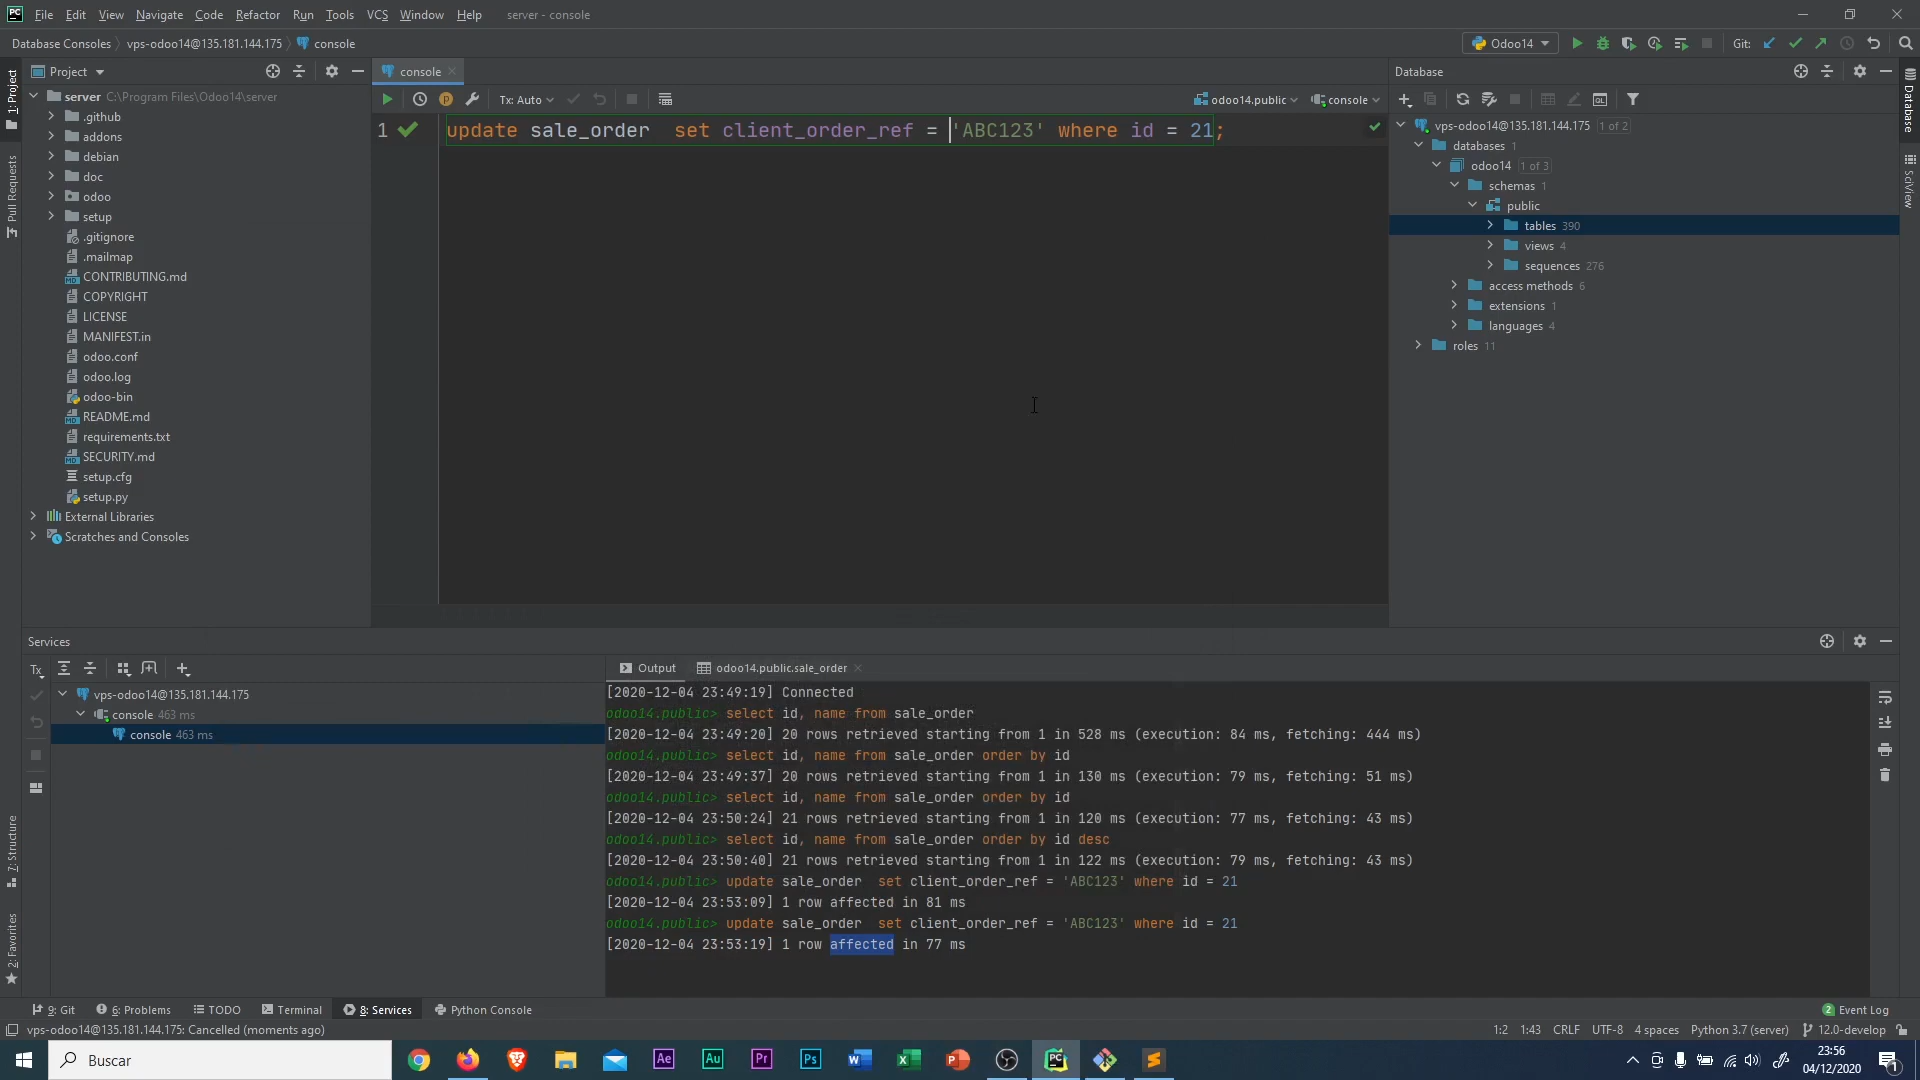 PC File Edit View Navigate Code Refactor Run Tools VCS Window Help server - console
Database Consoles vps-odoo14@135.181.144.175 console Odoo14 Git:
Project
console
Database
Tx: Auto odoo14.public console
1 update sale_order  set client_order_ref = 'ABC123' where id = 21;
1: Project
Pull Requests
7: Structure
2: Favorites
server C:\Program Files\Odoo14\server
.github
addons
debian
doc
odoo
setup
.gitignore
.mailmap
CONTRIBUTING.md
COPYRIGHT
LICENSE
MANIFEST.in
odoo.conf
odoo.log
odoo-bin
README.md
requirements.txt
SECURITY.md
setup.cfg
setup.py
External Libraries
Scratches and Consoles
vps-odoo14@135.181.144.175 1 of 2
databases 1
odoo14 1 of 3
schemas 1
public
tables 390
views 4
sequences 276
access methods 6
extensions 1
languages 4
roles 11
Database
SciView
Services
Tx
vps-odoo14@135.181.144.175
console 463 ms
console 463 ms
Output odoo14.public.sale_order
[2020-12-04 23:49:19] Connected
odoo14.public> select id, name from sale_order
[2020-12-04 23:49:20] 20 rows retrieved starting from 1 in 528 ms (execution: 84 ms, fetching: 444 ms)
odoo14.public> select id, name from sale_order order by id
[2020-12-04 23:49:37] 20 rows retrieved starting from 1 in 130 ms (execution: 79 ms, fetching: 51 ms)
odoo14.public> select id, name from sale_order order by id
[2020-12-04 23:50:24] 21 rows retrieved starting from 1 in 120 ms (execution: 77 ms, fetching: 43 ms)
odoo14.public> select id, name from sale_order order by id desc
[2020-12-04 23:50:40] 21 rows retrieved starting from 1 in 122 ms (execution: 79 ms, fetching: 43 ms)
odoo14.public> update sale_order  set client_order_ref = 'ABC123' where id = 21
[2020-12-04 23:53:09] 1 row affected in 81 ms
odoo14.public> update sale_order  set client_order_ref = 'ABC123' where id = 21
[2020-12-04 23:53:19] 1 row affected in 77 ms
9: Git 6: Problems TODO Terminal 8: Services Python Console 2 Event Log
vps-odoo14@135.181.144.175: Cancelled (moments ago) 1:2 1:43 CRLF UTF-8 4 spaces Python 3.7 (server) 12.0-develop
Buscar Ae Au Pr Ps W X P PC 23:56
04/12/2020 1